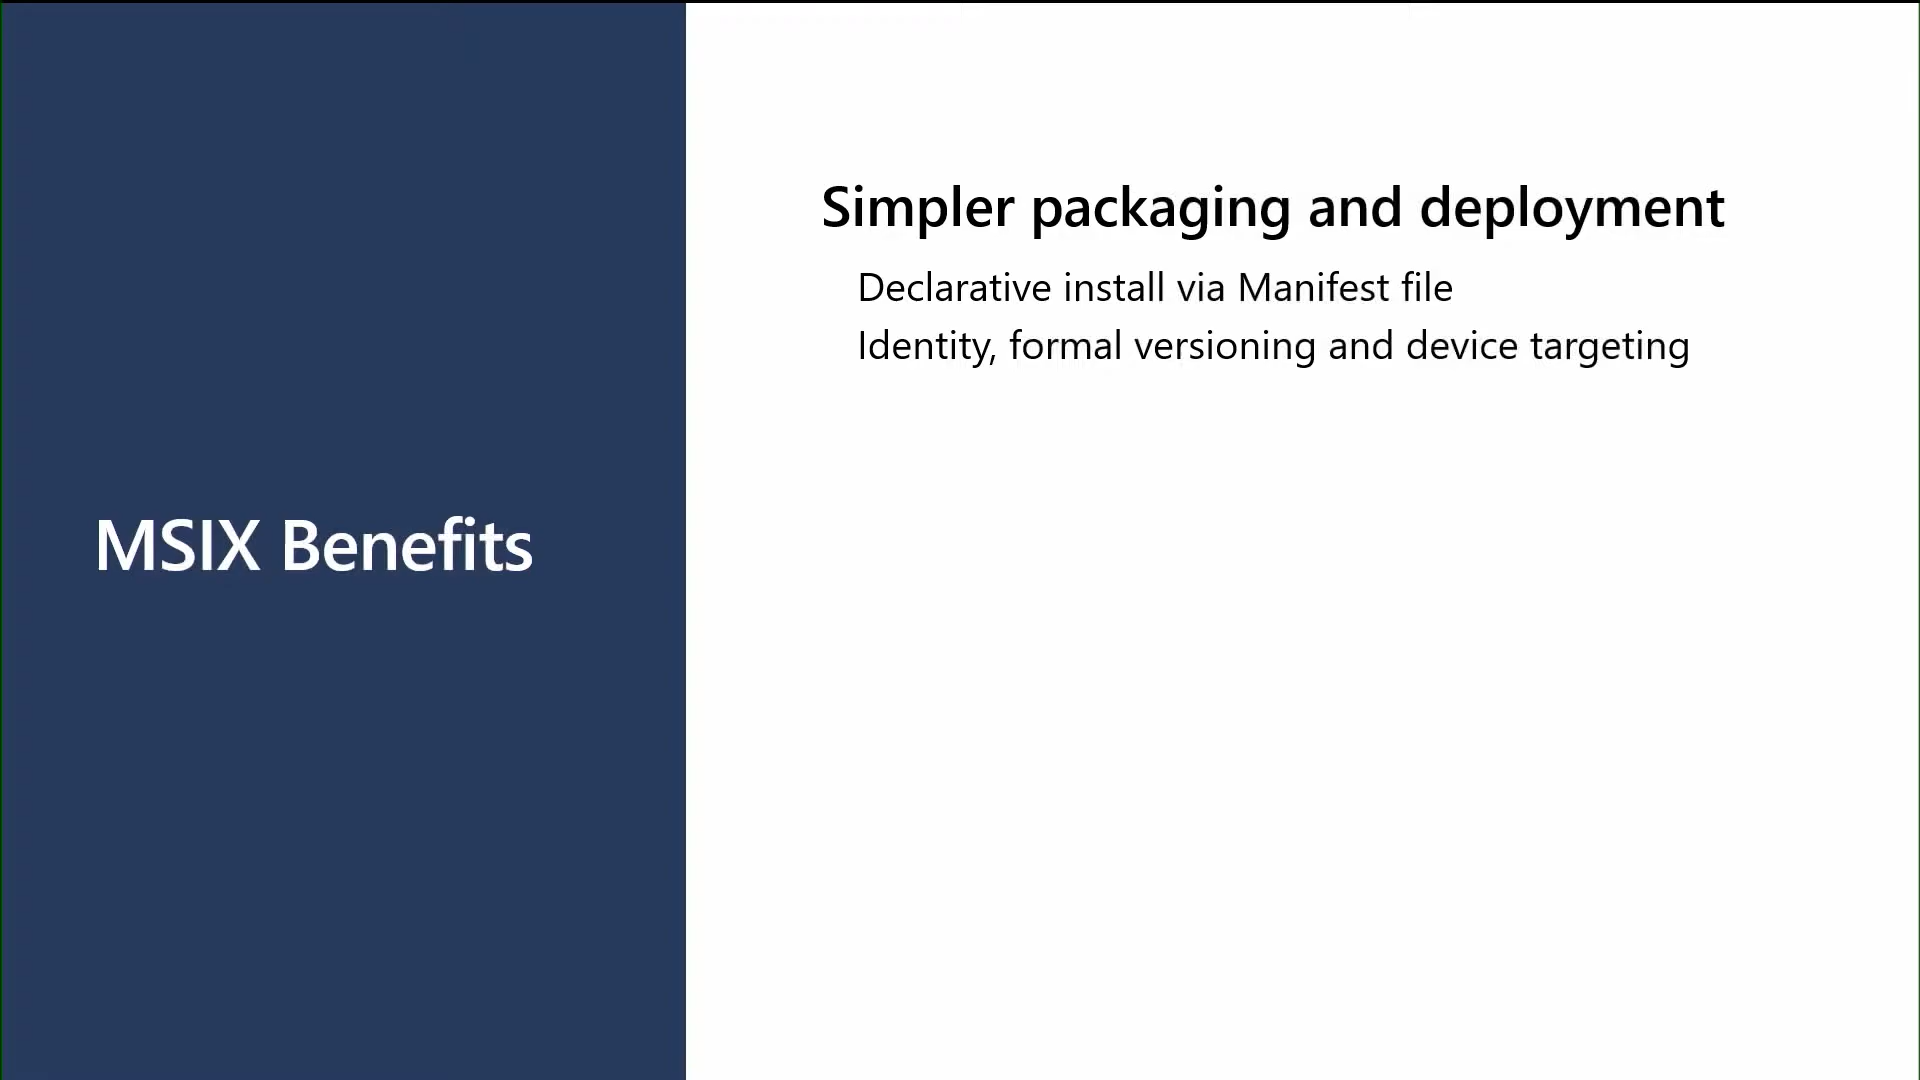 MSIX Benefits
Simpler packaging and deployment
Declarative install via Manifest file
Identity, formal versioning and device targeting